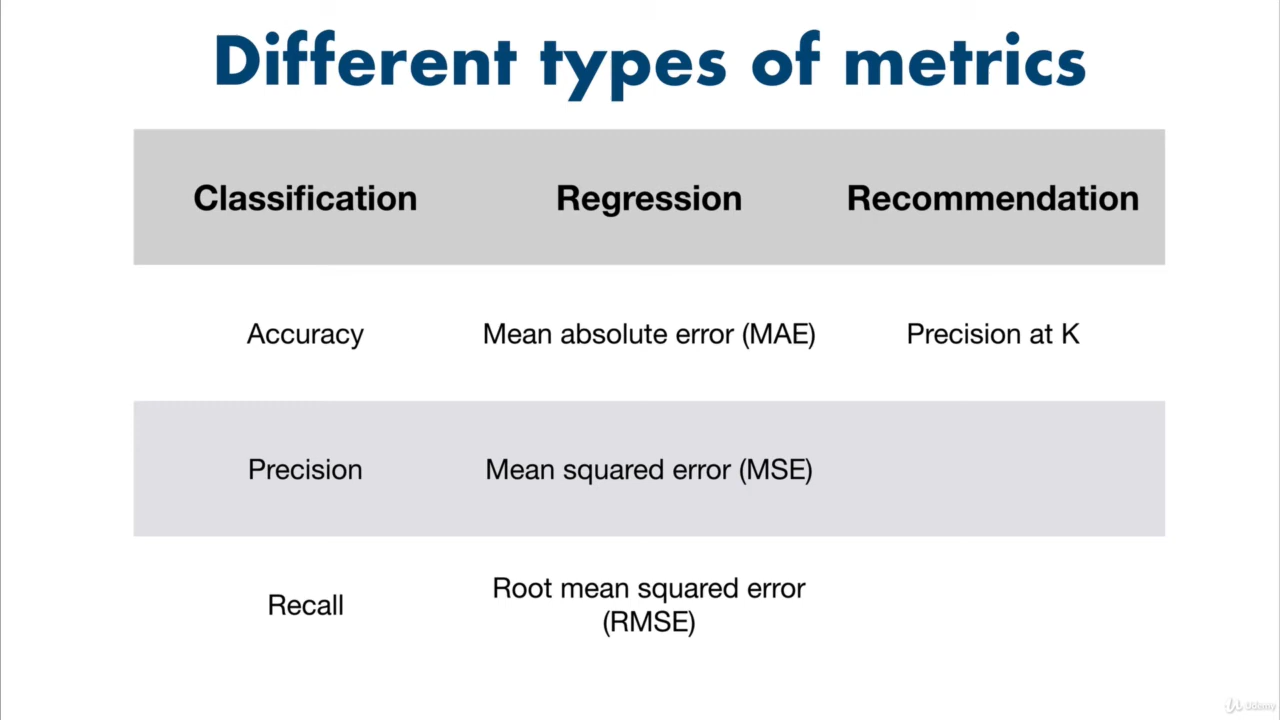 Different types of metrics
Classification Regression Recommendation
Accuracy Mean absolute error (MAE) Precision at K
Precision Mean squared error (MSE)
Recall Root mean squared error
(RMSE)
Udemy